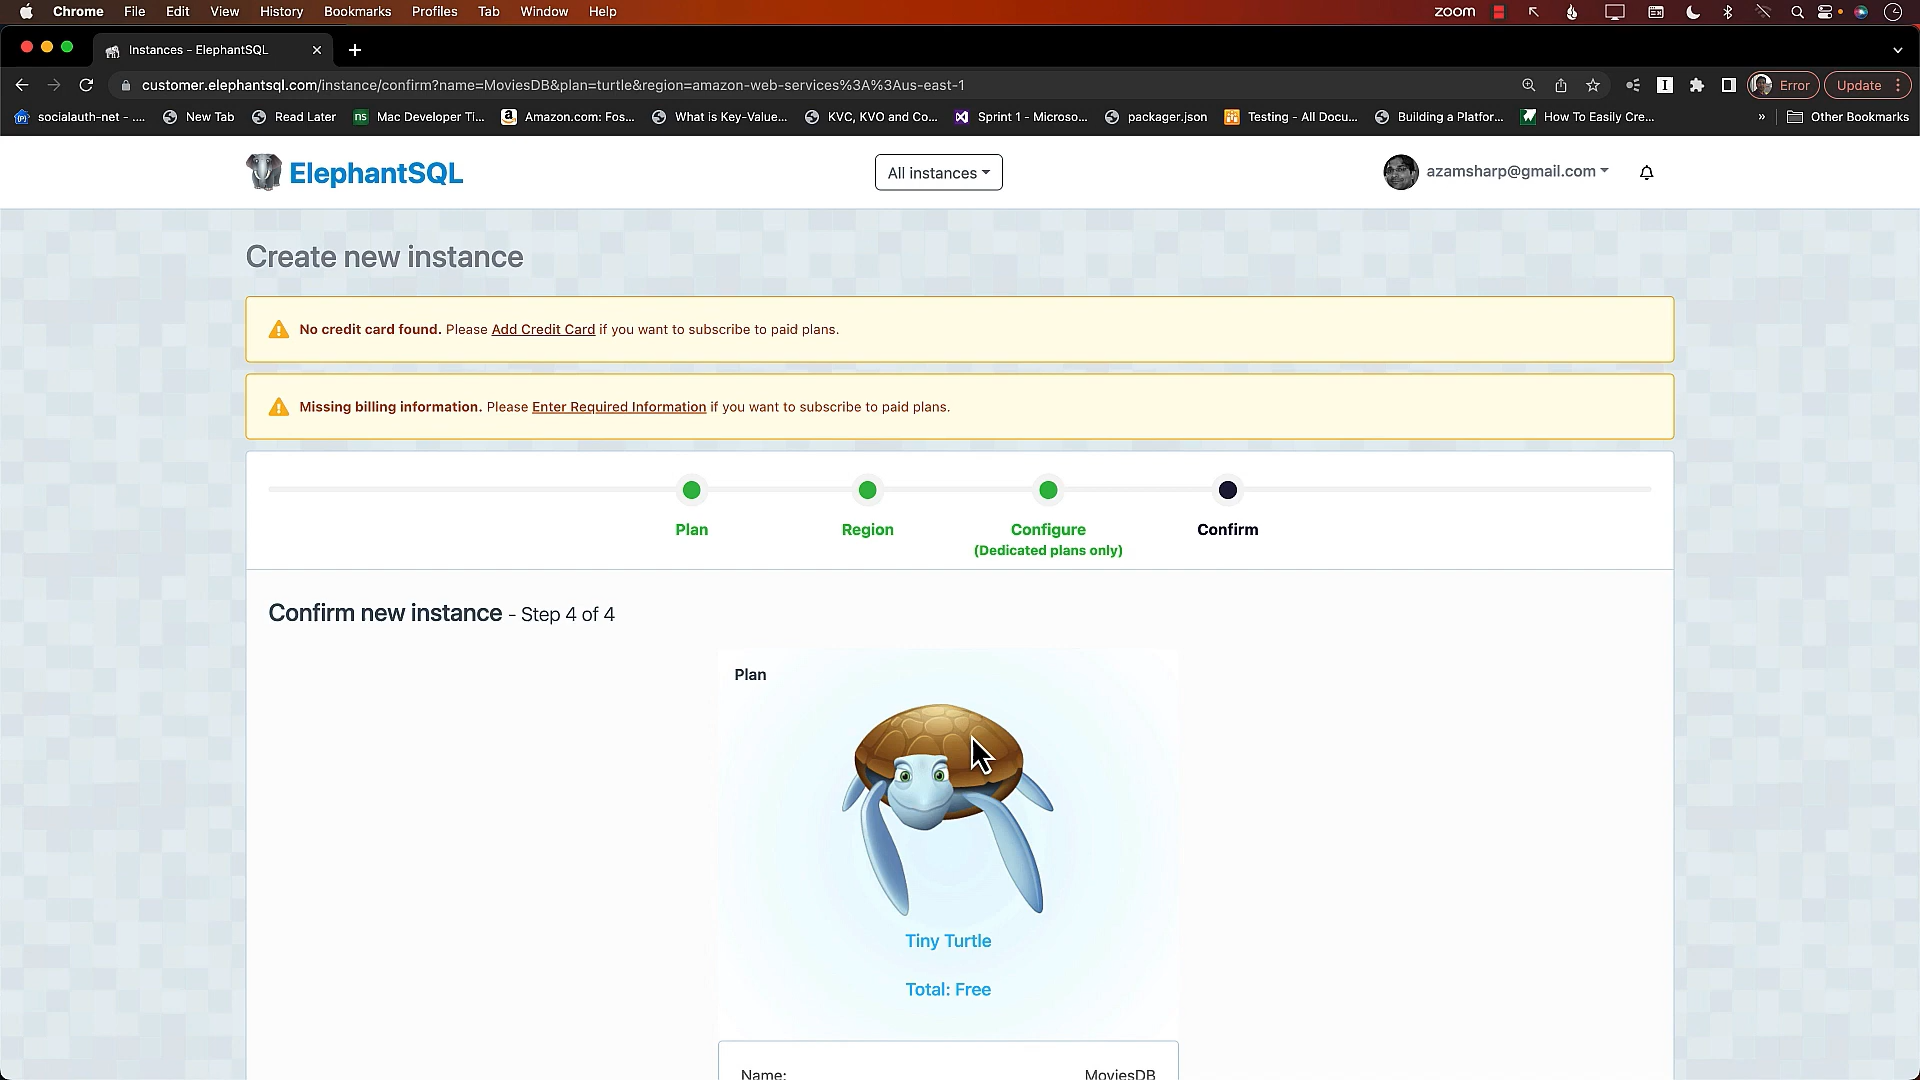 Chrome File Edit View History Bookmarks Profiles Tab Window Help zoom
Instances - ElephantSQL
customer.elephantsql.com/instance/confirm?name=MoviesDB&plan=turtle&region=amazon-web-services%3A%3Aus-east-1 Error Update
socialauth-net - .... New Tab Read Later ns Mac Developer Ti... Amazon.com: Fos... What is Key-Value... KVC, KVO and Co... Sprint 1 - Microso... packager.json Testing - All Docu... Building a Platfor... How To Easily Cre... » Other Bookmarks
ElephantSQL All instances azamsharp@gmail.com
Create new instance
No credit card found. Please Add Credit Card if you want to subscribe to paid plans.
Missing billing information. Please Enter Required Information if you want to subscribe to paid plans.
Plan Region Configure Confirm
(Dedicated plans only)
Confirm new instance - Step 4 of 4
Plan
Tiny Turtle
Total: Free
Name: MoviesDB